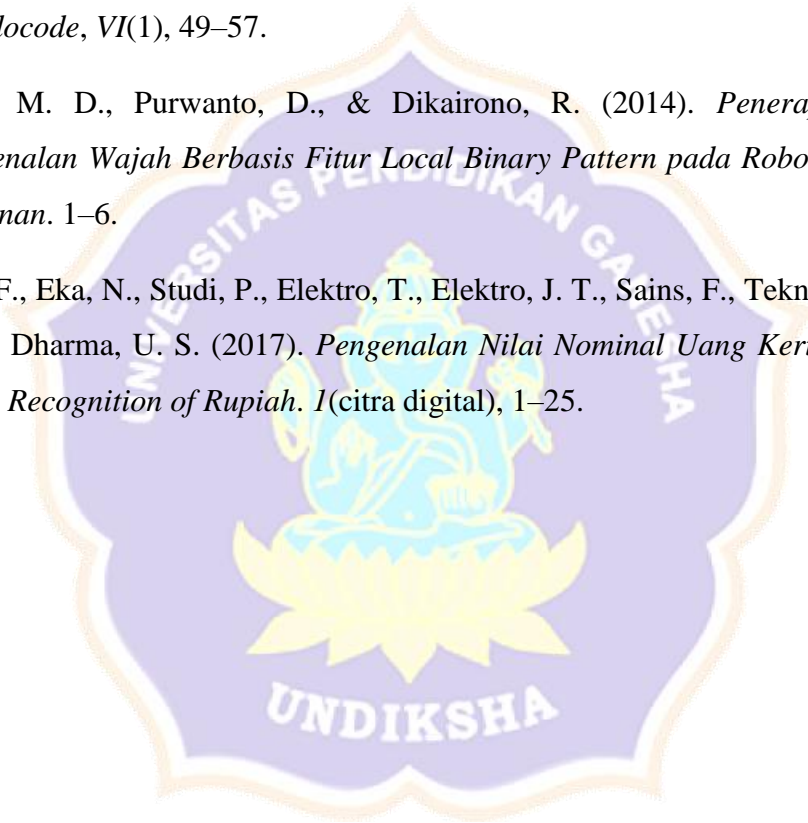 locode, VI(1), 49–57.
M. D., Purwanto, D., & Dikairono, R. (2014). Penera
enalan Wajah Berbasis Fitur Local Binary Pattern pada Robo
nan. 1–6.
F., Eka, N., Studi, P., Elektro, T., Elektro, J. T., Sains, F., Tekn
Dharma, U. S. (2017). Pengenalan Nilai Nominal Uang Ker
Recognition of Rupiah. 1(citra digital), 1–25.
UNIVERSITAS PENDIDIKAN GANESHA
UNDIKSHA